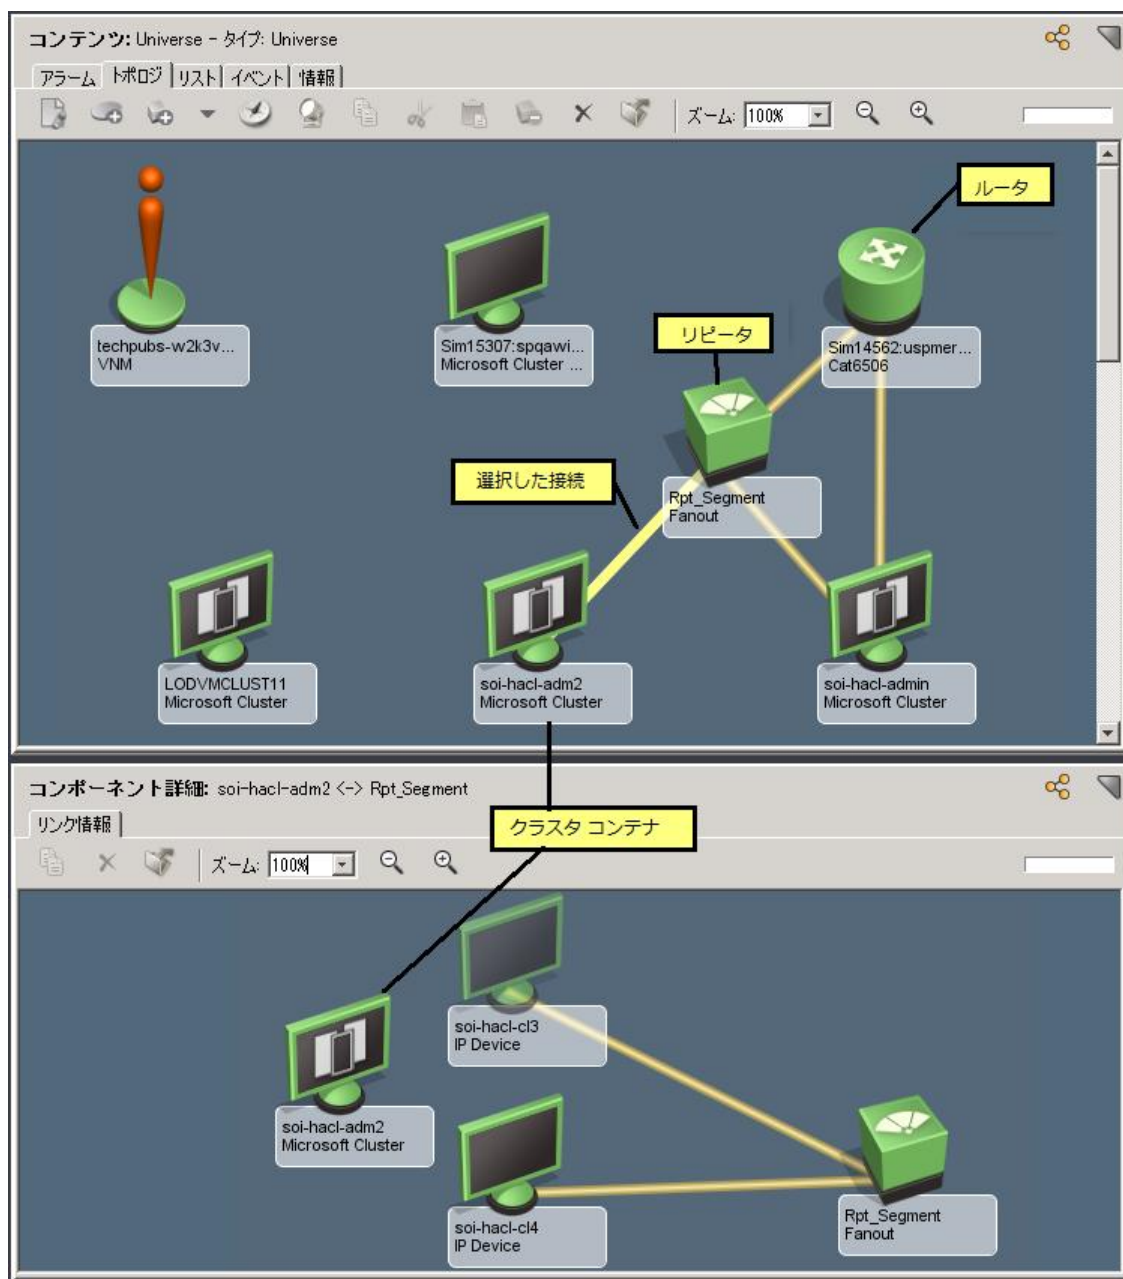 コンテンツ: Universe - タイプ: Universe
アラーム トポロジ リスト イベント 情報
ズーム: 100%
ルータ
リピータ
techpubs-w2k3v...
VNM
Sim15307:spqawi...
Microsoft Cluster ...
Sim14562:uspmer...
Cat6506
選択した接続
Rpt_Segment
Fanout
LODVMCLUST11
Microsoft Cluster
soi-hacl-adm2
Microsoft Cluster
soi-hacl-admin
Microsoft Cluster
コンポーネント詳細: soi-hacl-adm2 <-> Rpt_Segment
リンク情報
クラスタ コンテナ
ズーム: 100%
soi-hacl-cl3
IP Device
soi-hacl-adm2
Microsoft Cluster
soi-hacl-cl4
IP Device
Rpt_Segment
Fanout